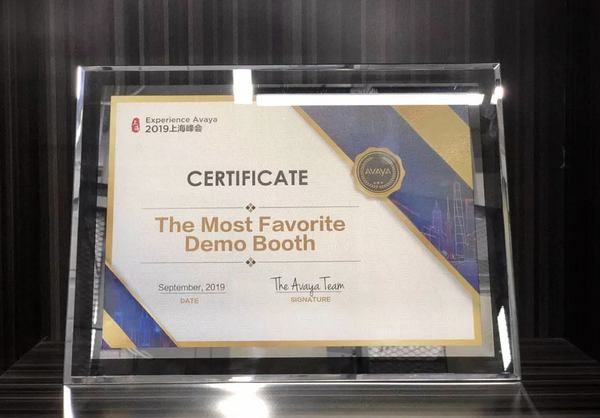 Experience Avaya
2019上海峰会
AVAYA
CERTIFICATE
The Most Favorite
Demo Booth
September, 2019
The Avaya Team
DATE
SIGNATURE